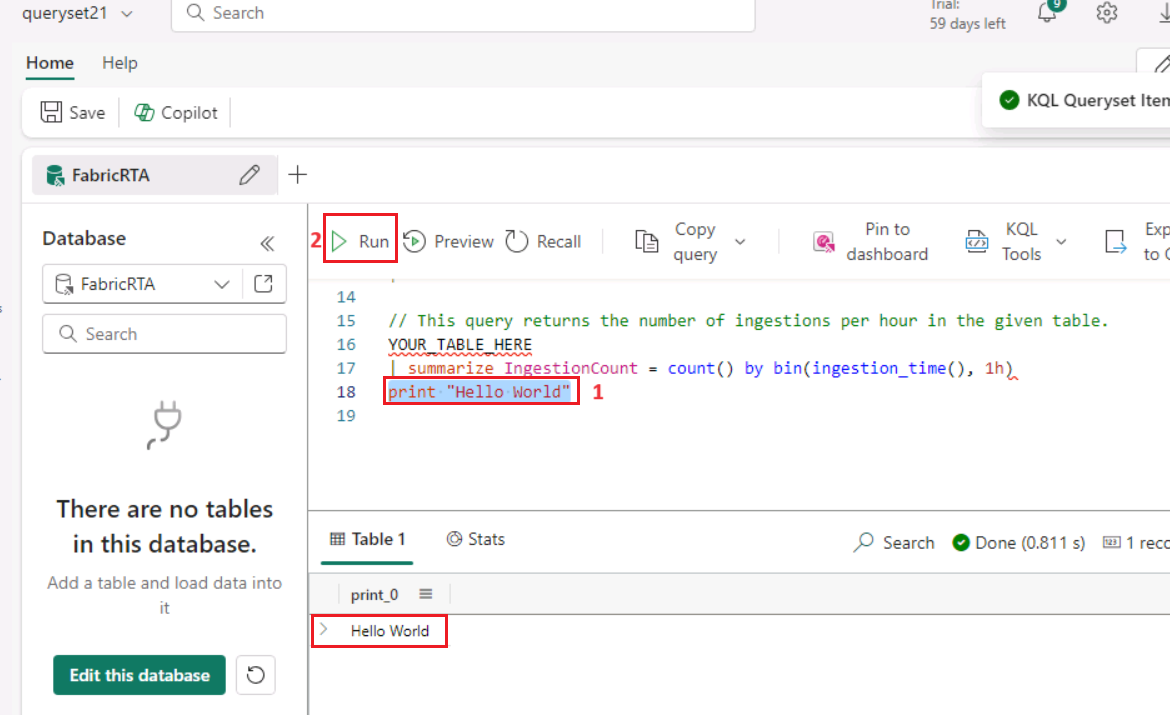 queryset21
Search
Trial:
59 days left
9
Home
Help
Save
Copilot
KQL Queryset Item
FabricRTA
Database
FabricRTA
Search
There are no tables
in this database.
Add a table and load data into
it
Edit this database
2
Run
Preview
Recall
Copy
query
Pin to
dashboard
KQL
Tools
Exp
to
14
15 // This query returns the number of ingestions per hour in the given table.
16 YOUR_TABLE_HERE
17 | summarize IngestionCount = count() by bin(ingestion_time(), 1h)
18 print "Hello World" 1
19
Table 1
Stats
Search
Done (0.811 s)
123
1 reco
print_0
Hello World